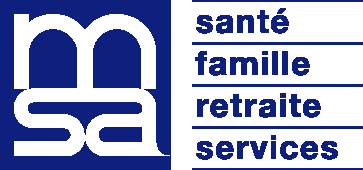 msa
santé
famille
retraite
services